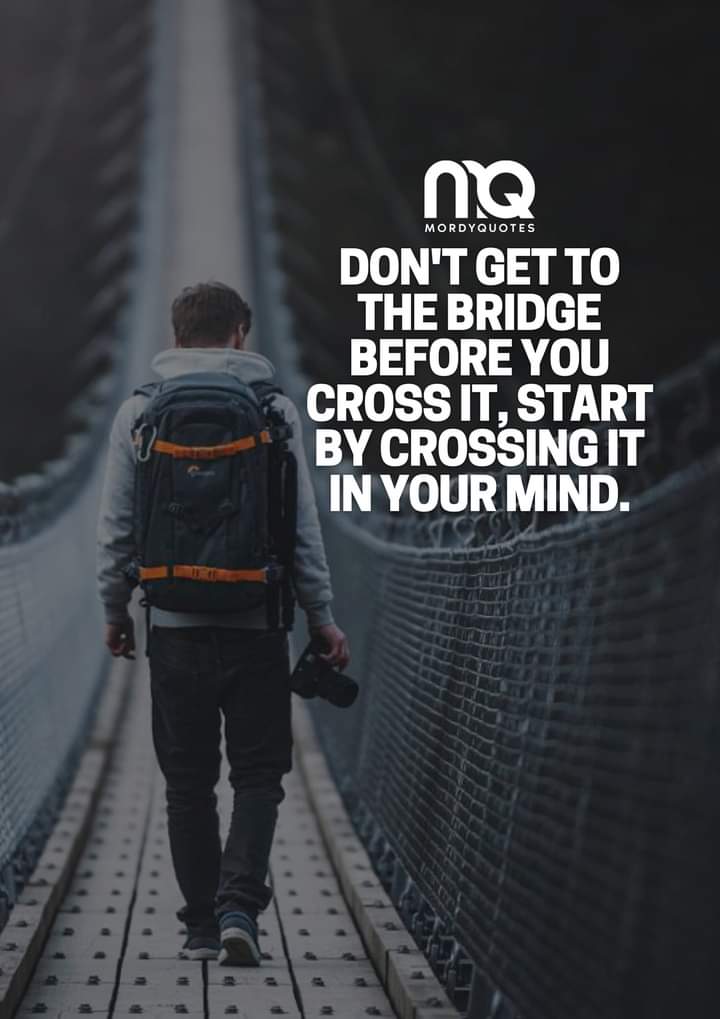 MQ
MORDYQUOTES
DON'T GET TO
THE BRIDGE
BEFORE YOU
CROSS IT, START
BY CROSSING IT
IN YOUR MIND.